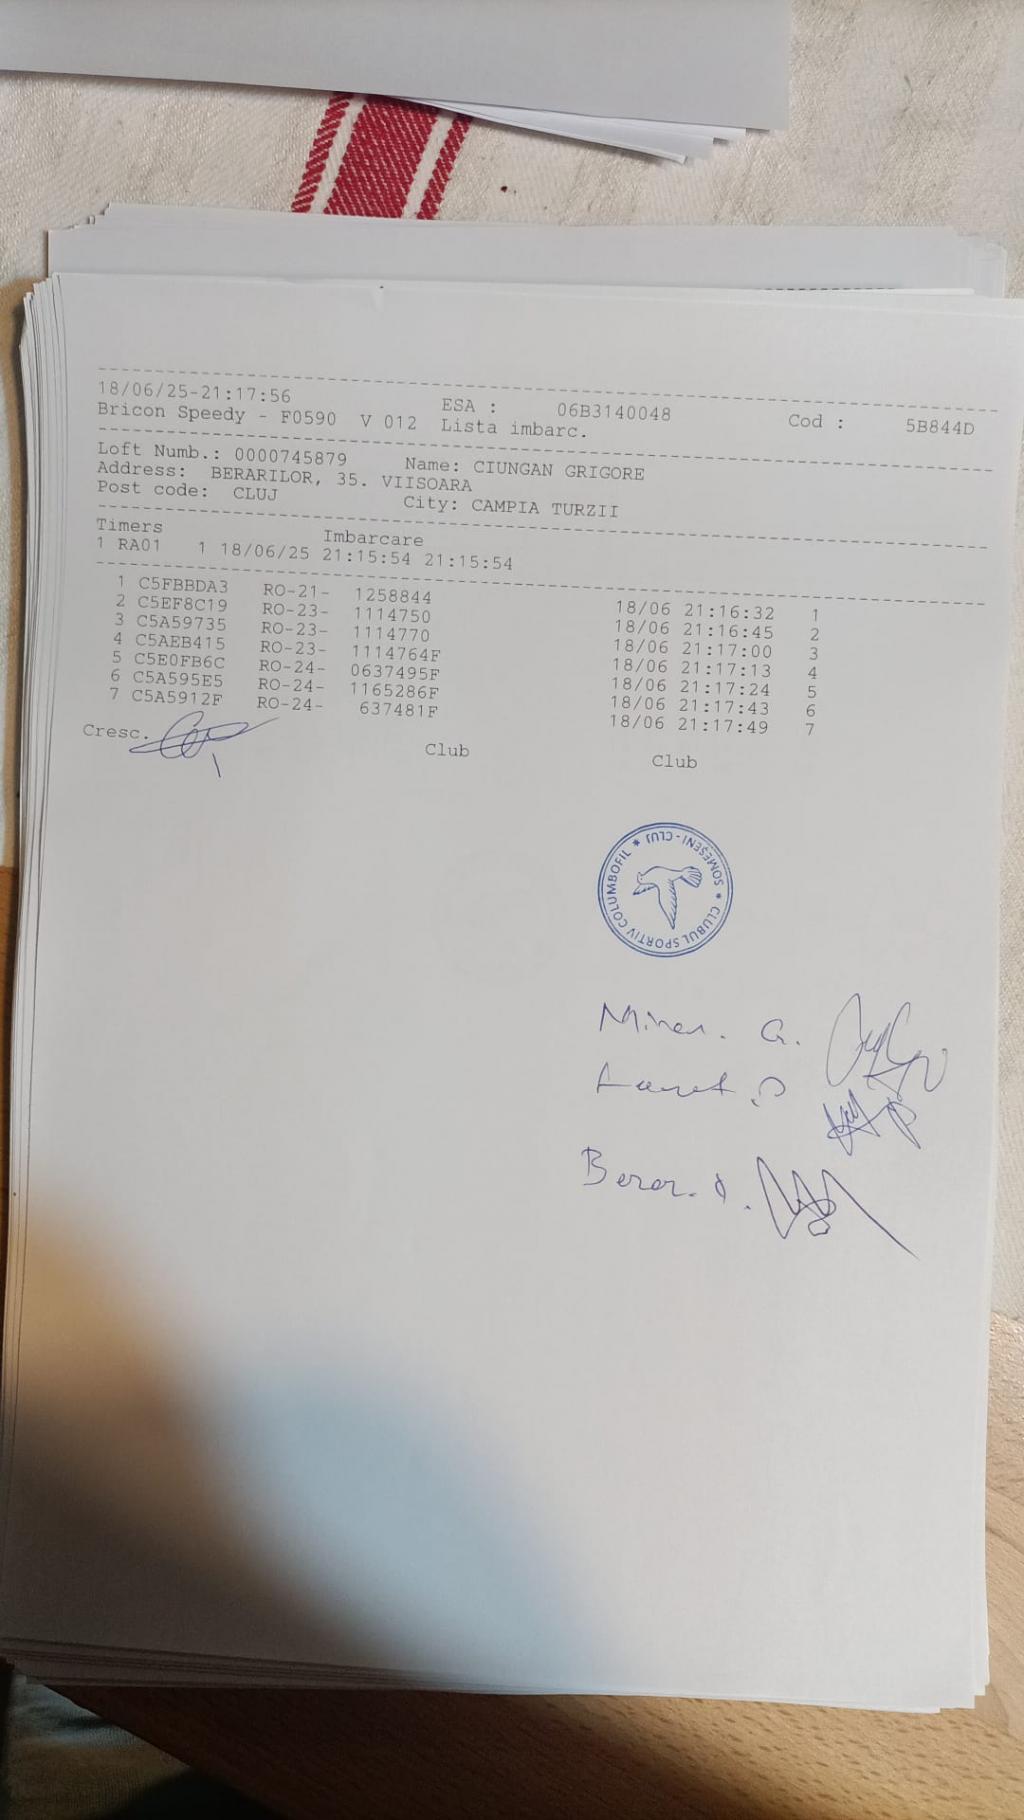 18/06/25-21:17:56
Bricon Speedy - F0590 V 012 ESA : 06B3140048 Cod : 5B844D
Lista imbarc.
Loft Numb.: 0000745879 Name: CIUNGAN GRIGORE
Address: BERARILOR, 35. VIISOARA
Post code: CLUJ City: CAMPIA TURZII
Timers Imbarcare
1 RA01 1 18/06/25 21:15:54 21:15:54
1 C5FBBDA3 RO-21- 1258844 18/06 21:16:32 1
2 C5EF8C19 RO-23- 1114750 18/06 21:16:45 2
3 C5A59735 RO-23- 1114770 18/06 21:17:00 3
4 C5AEB415 RO-23- 1114764F 18/06 21:17:13 4
5 C5E0FB6C RO-24- 0637495F 18/06 21:17:24 5
6 C5A595E5 RO-24- 1165286F 18/06 21:17:43 6
7 C5A5912F RO-24- 637481F 18/06 21:17:49 7
Cresc. Club Club
CLUBUL SPORTIV COLUMBOFIL * SOMEȘENI-CLUJ *